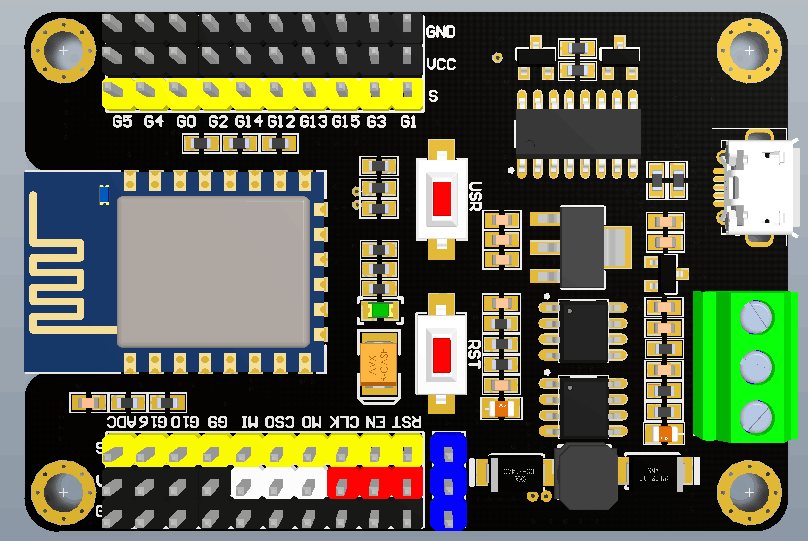 GND
VCC
S
G5 G4 G0 G2 G14 G12 G13 G15 G3 G1
USR
AVX
RST
RST EN CLK MO CSO MI G9 G10 G16 ADC
S